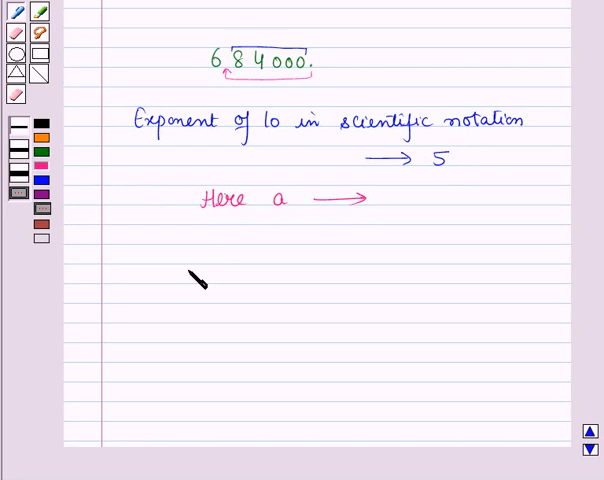 684000.
Exponent of 10 in scientific notation
→ 5
Here a →